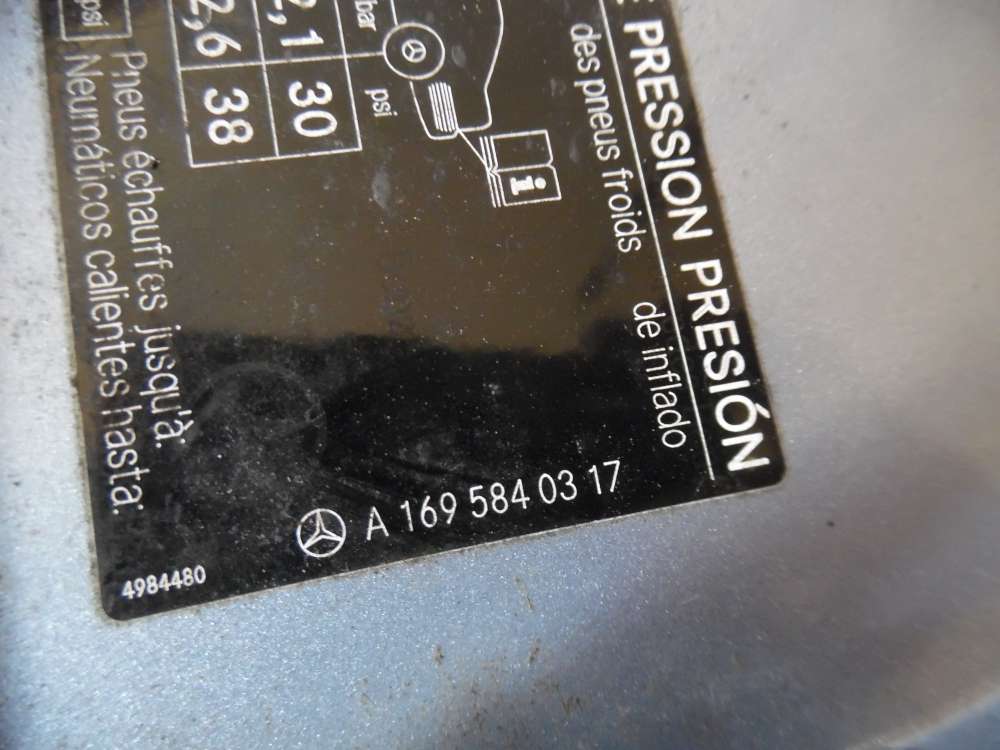 PRESSION PRESIÓN
des pneus froids
de inflado
bar
psi
2,1
30
2,6
38
i
psi
Pneus échauffes jusqu'à:
Neumáticos calientes hasta:
A 169 584 03 17
4984480